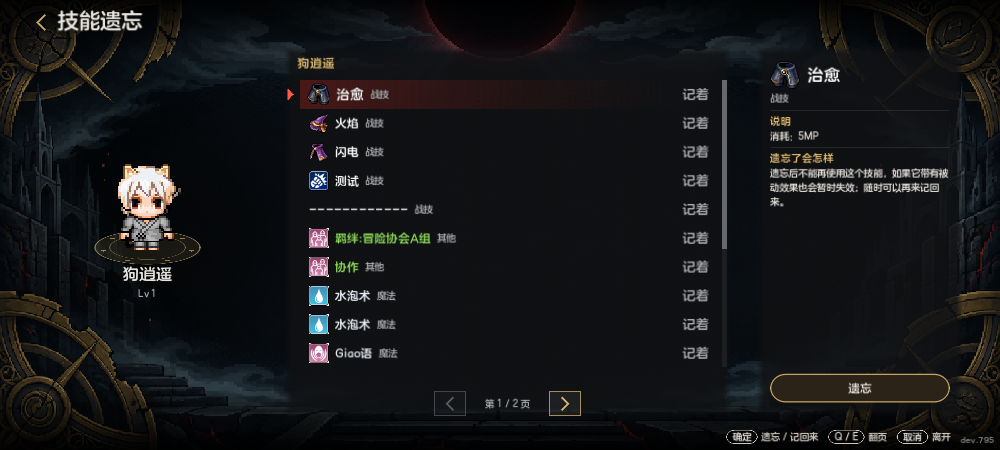 技能遗忘
狗逍遥
治愈 战技 记着
火焰 战技 记着
闪电 战技 记着
测试 战技 记着
------------ 战技 记着
羁绊:冒险协会A组 其他 记着
协作 其他 记着
水泡术 魔法 记着
水泡术 魔法 记着
Giao语 魔法 记着
第1/2页
狗逍遥
Lv1
治愈
战技
说明
消耗: 5MP
遗忘了会怎样
遗忘后不能再使用这个技能，如果它带有被
动效果也会暂时失效；随时可以再来记回
来。
遗忘
确定 遗忘/记回来 Q/E 翻页 取消 离开
dev.795